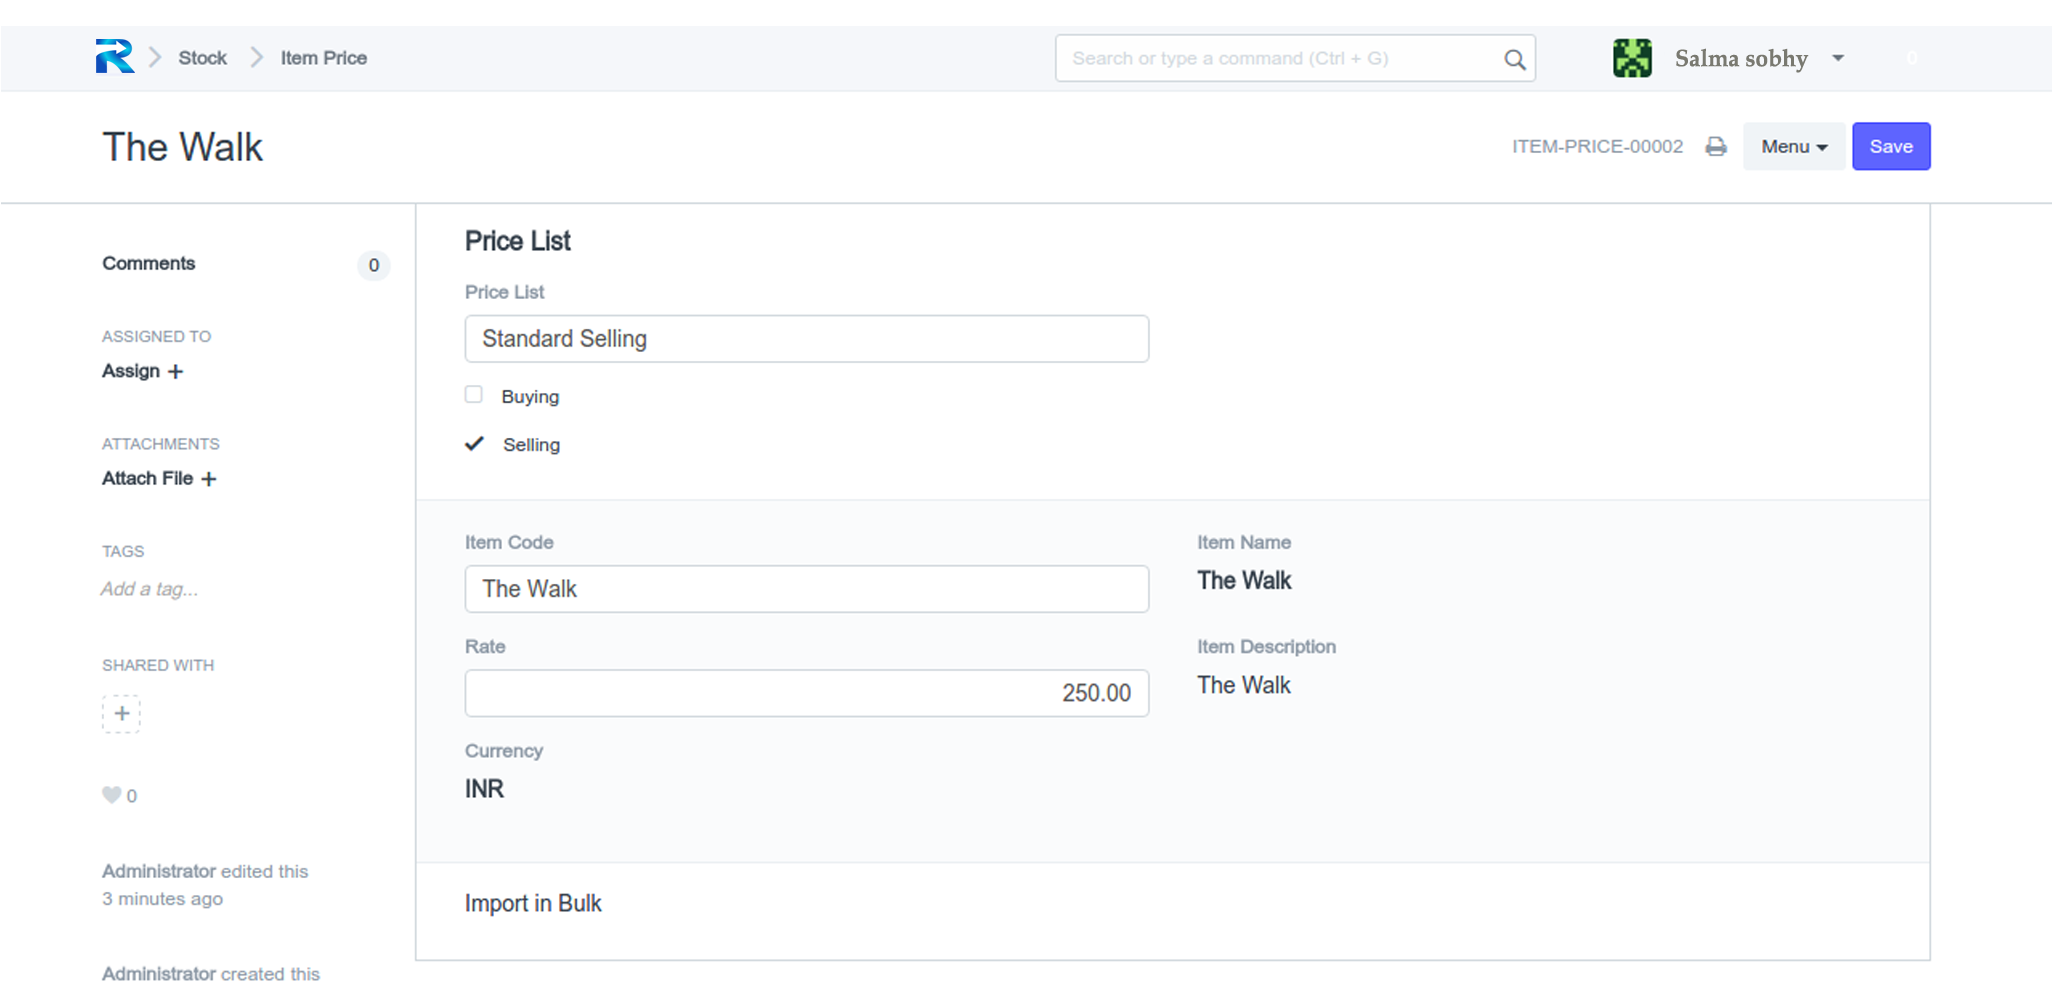 Stock
Item Price
Search or type a command (Ctrl + G)
Salma sobhy
0
The Walk
ITEM-PRICE-00002
Menu
Save
Comments
0
ASSIGNED TO
Assign +
ATTACHMENTS
Attach File +
TAGS
Add a tag...
SHARED WITH
+
0
Administrator edited this
3 minutes ago
Administrator created this
Price List
Price List
Standard Selling
Buying
Selling
Item Code
The Walk
Rate
250.00
Currency
INR
Item Name
The Walk
Item Description
The Walk
Import in Bulk